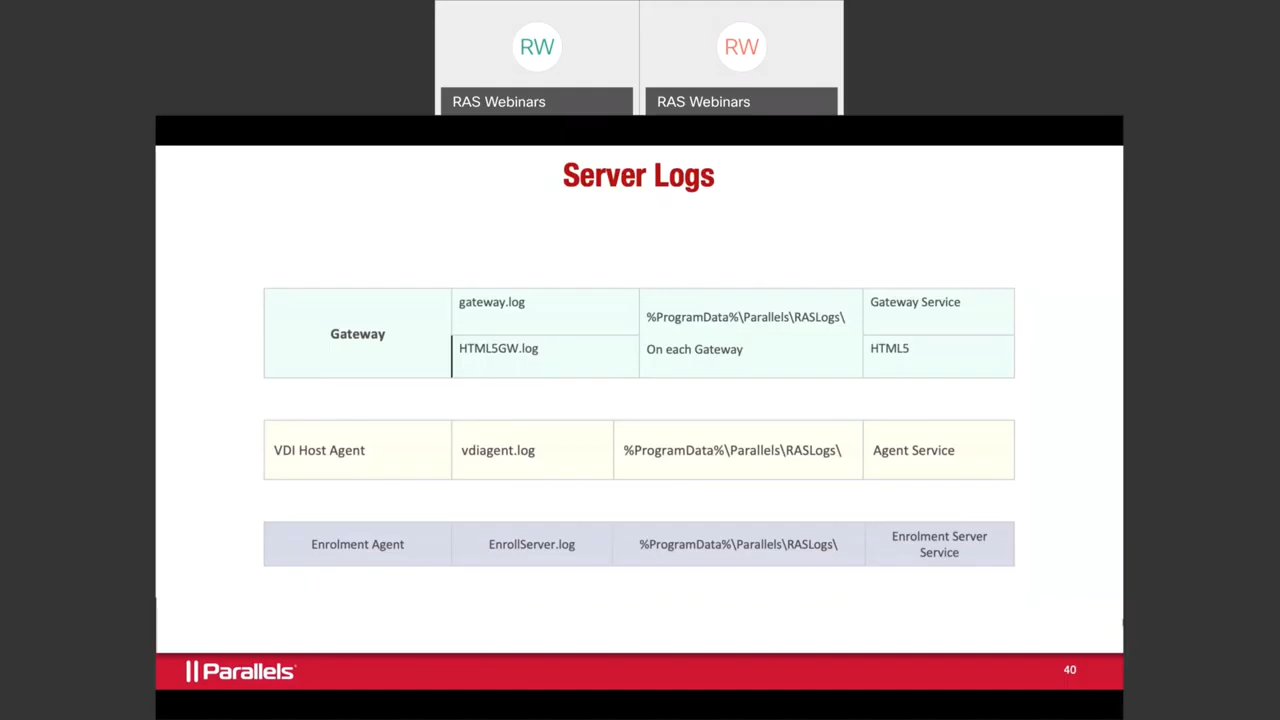 RW
RW
RAS Webinars
RAS Webinars
Server Logs
Gateway
gateway.log
HTML5GW.log
%ProgramData%\Parallels\RASLogs\
On each Gateway
Gateway Service
HTML5
VDI Host Agent
vdiagent.log
%ProgramData%\Parallels\RASLogs\
Agent Service
Enrolment Agent
EnrollServer.log
%ProgramData%\Parallels\RASLogs\
Enrolment Server
Service
Parallels
40